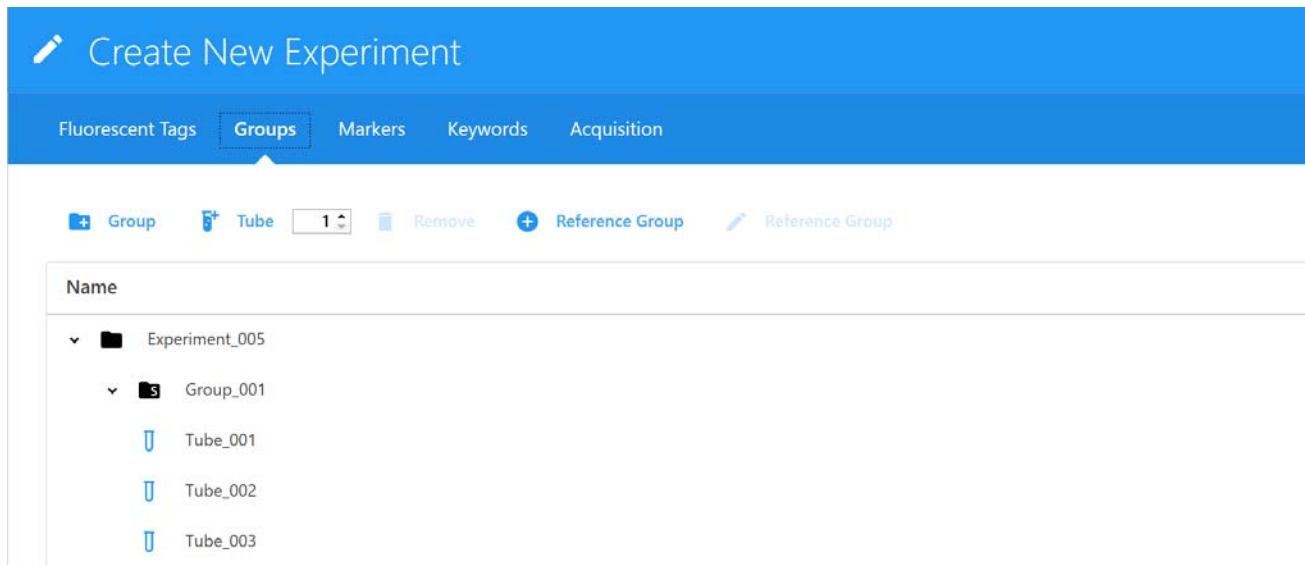 Create New Experiment
Fluorescent Tags Groups Markers Keywords Acquisition
Group Tube 1 Remove Reference Group Reference Group
Name
Experiment_005
S Group_001
Tube_001
Tube_002
Tube_003